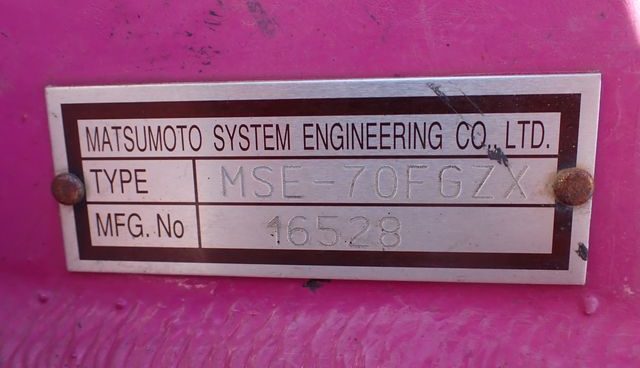 MATSUMOTO SYSTEM ENGINEERING CO., LTD.
TYPE MSE-70FGZX
MFG. No 16528